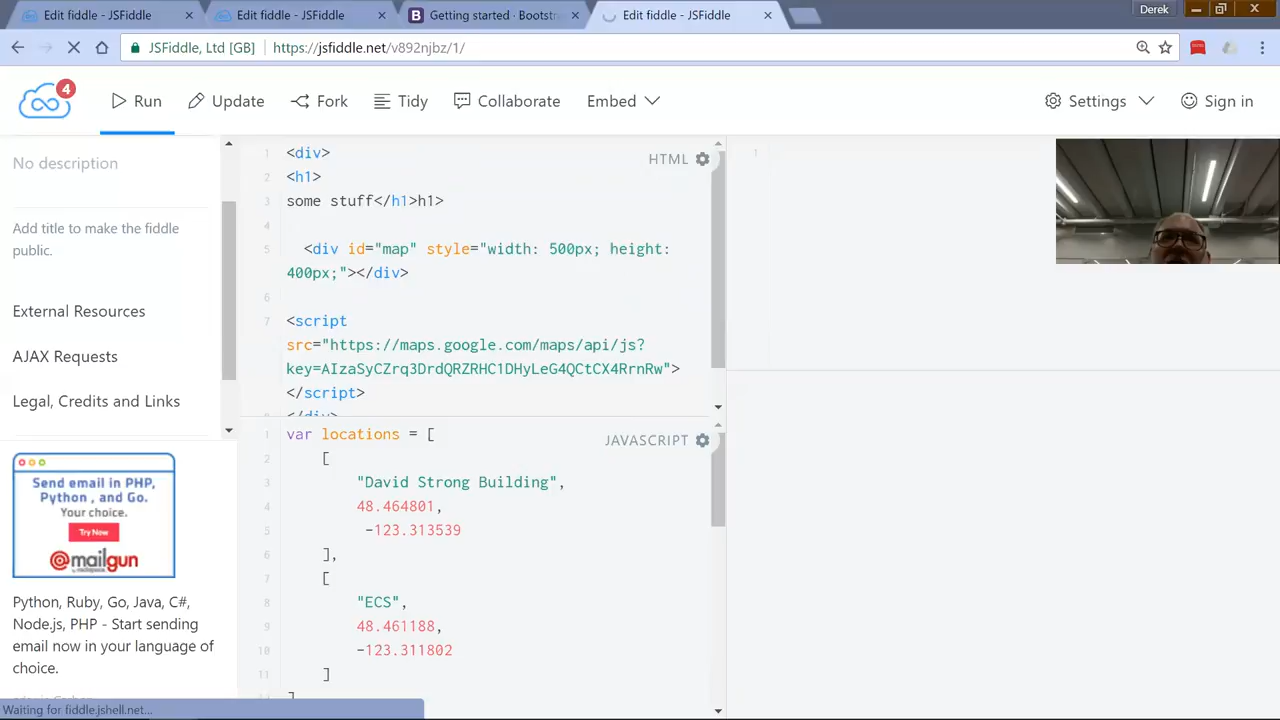 Edit fiddle - JSFiddle
Edit fiddle - JSFiddle
Getting started · Bootstr
Edit fiddle - JSFiddle
Derek
JSFiddle, Ltd [GB]
https://jsfiddle.net/v892njbz/1/
4
Run
Update
Fork
Tidy
Collaborate
Embed
Settings
Sign in
No description
Add title to make the fiddle
public.
External Resources
AJAX Requests
Legal, Credits and Links
Send email in PHP,
Python, and Go.
Your choice.
Try Now
@mailgun
Python, Ruby, Go, Java, C#,
Node.js, PHP - Start sending
email now in your language of
choice.
HTML
1 <div>
2 <h1>
3 some stuff</h1>h1>
4
5 <div id="map" style="width: 500px; height:
400px;"></div>
6
7 <script
src="https://maps.google.com/maps/api/js?
key=AIzaSyCZrq3DrdQRZRHC1DHyLeG4QCtCX4RrnRw">
</script>
</div>
JAVASCRIPT
1 var locations = [
2 [
3 "David Strong Building",
4 48.464801,
5 -123.313539
6 ],
7 [
8 "ECS",
9 48.461188,
10 -123.311802
11 ]
]
1
Waiting for fiddle.jshell.net...